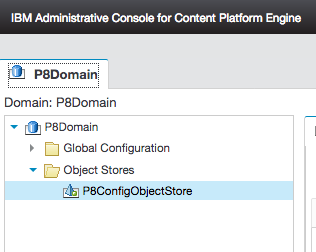 IBM Administrative Console for Content Platform Engine
P8Domain
Domain: P8Domain
P8Domain
Global Configuration
Object Stores
P8ConfigObjectStore